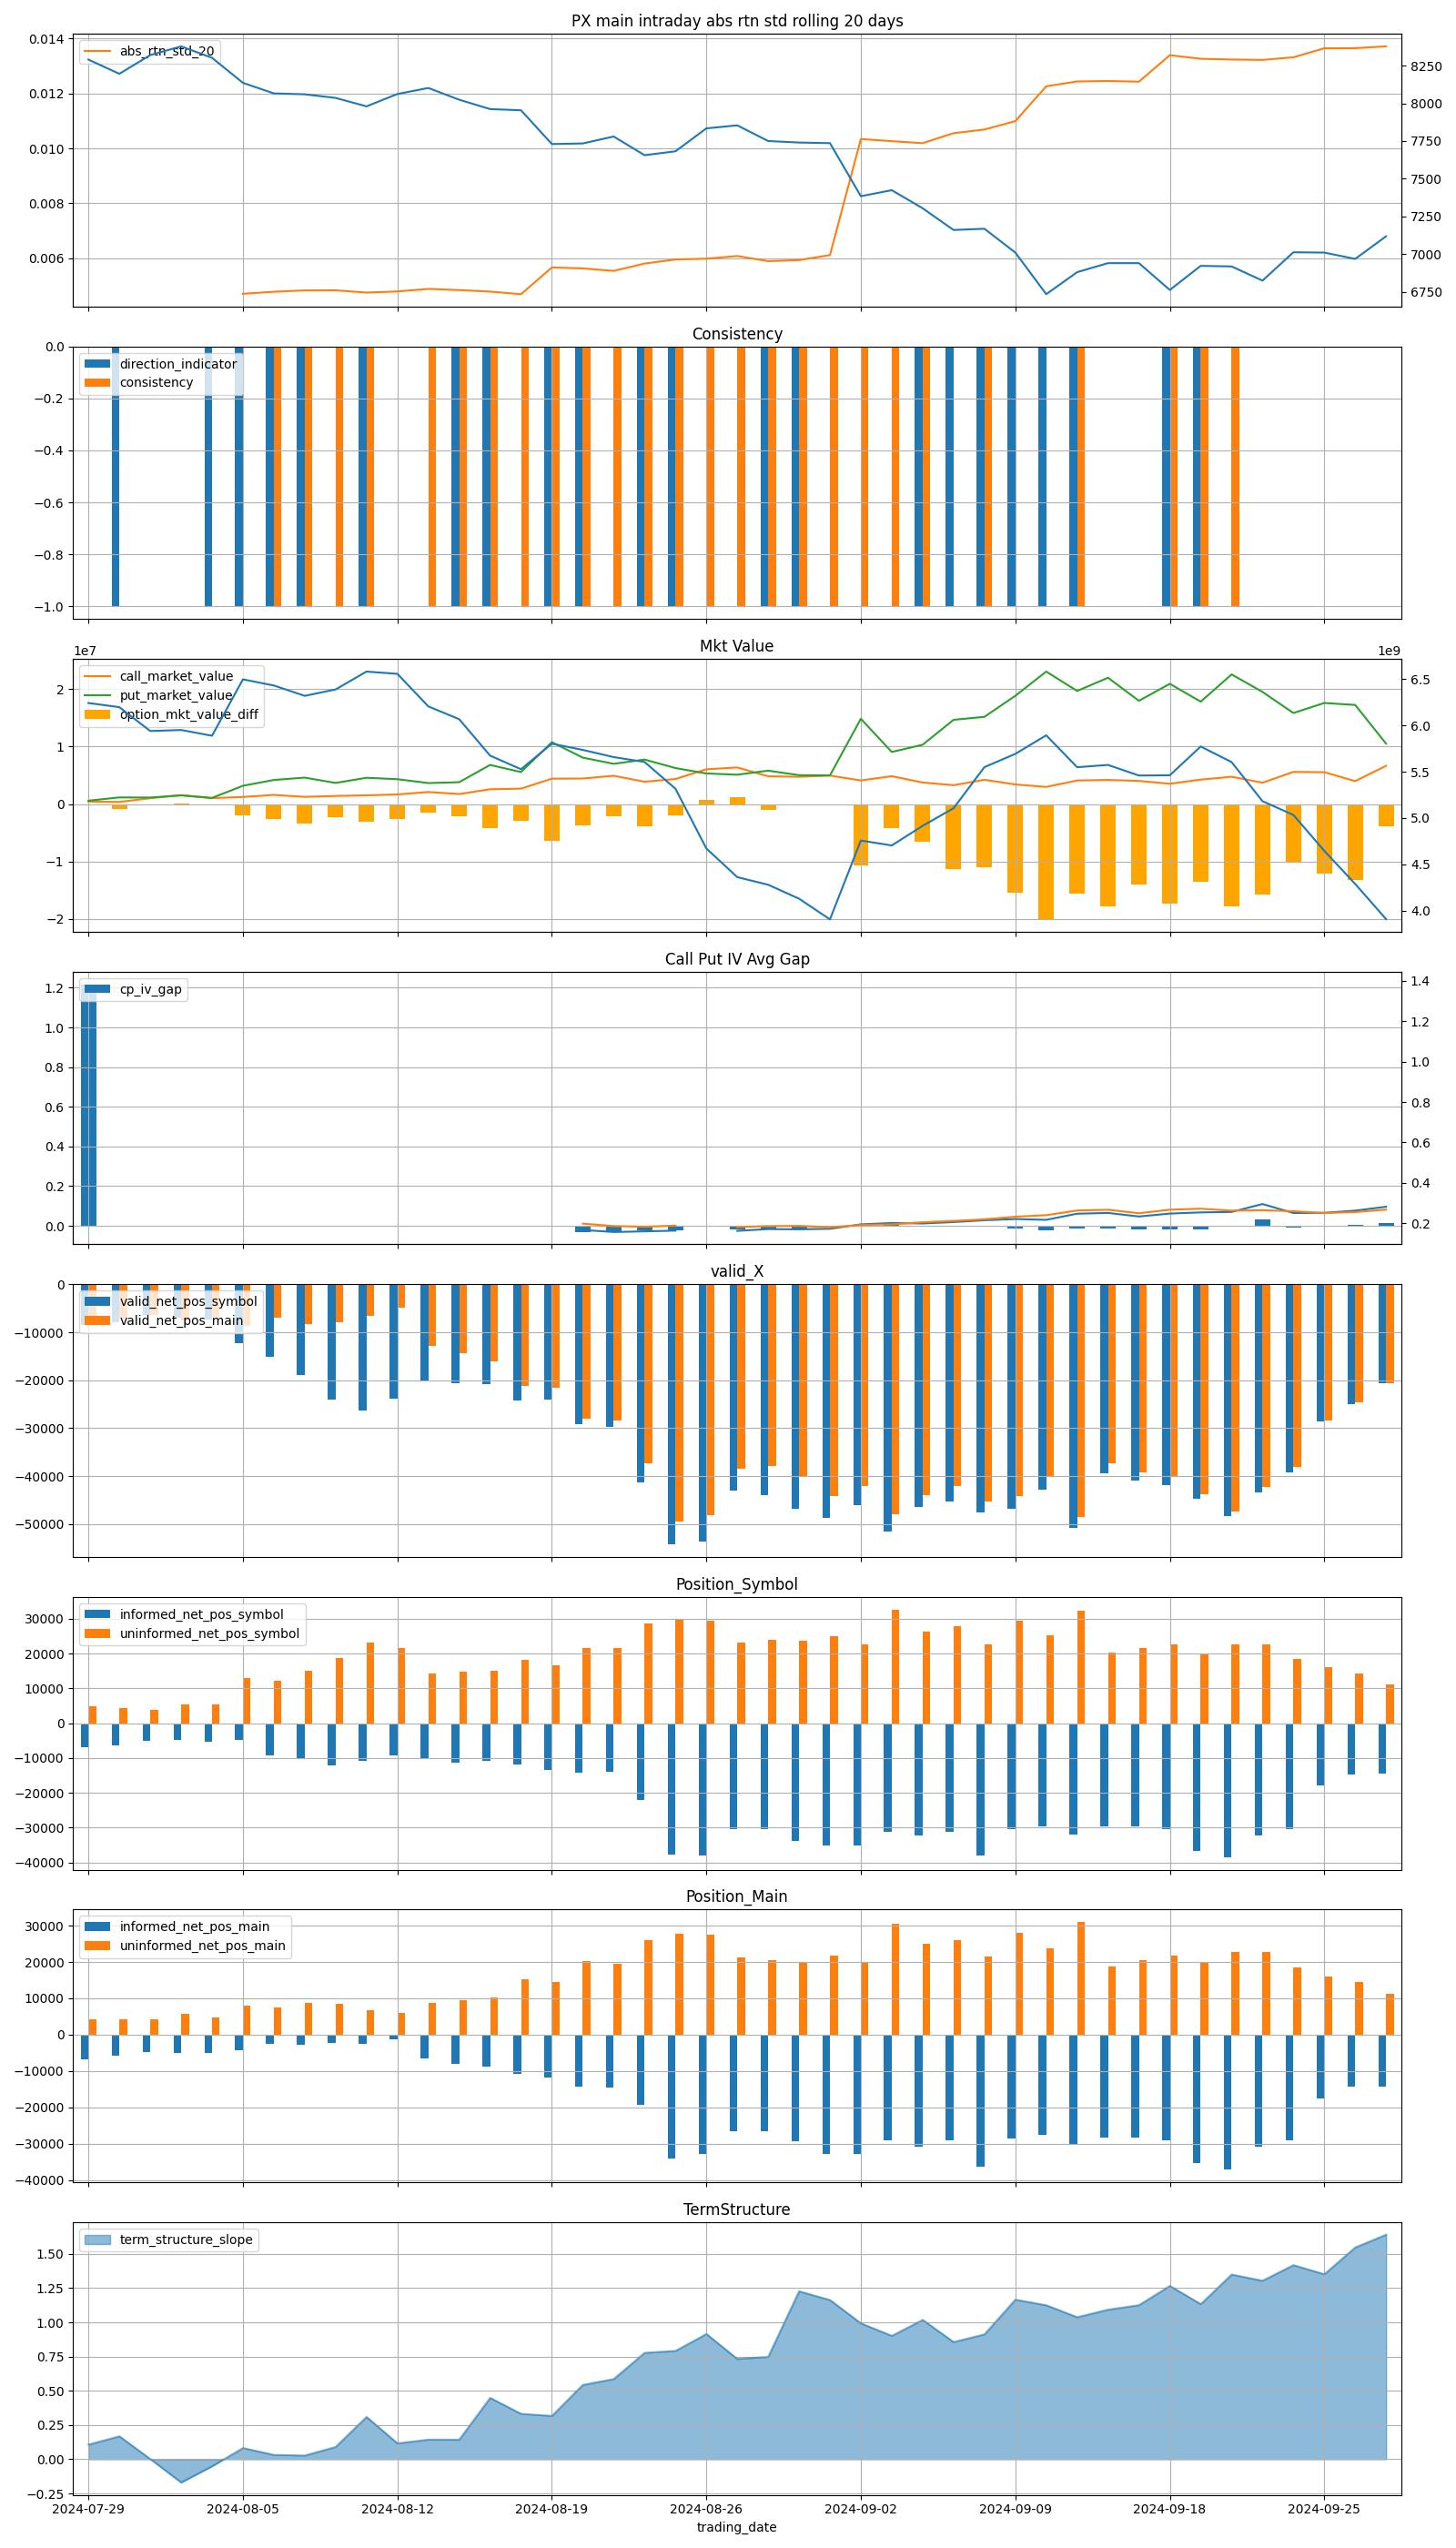 PX main intraday abs rtn std rolling 20 days
abs_rtn_std_20
0.014
0.012
0.010
0.008
0.006
8250
8000
7750
7500
7250
7000
6750
Consistency
direction_indicator
consistency
0.0
−0.2
−0.4
−0.6
−0.8
−1.0
Mkt Value
1e7
1e9
call_market_value
put_market_value
option_mkt_value_diff
2
1
0
−1
−2
6.5
6.0
5.5
5.0
4.5
4.0
Call Put IV Avg Gap
cp_iv_gap
1.2
1.0
0.8
0.6
0.4
0.2
0.0
1.4
1.2
1.0
0.8
0.6
0.4
0.2
valid_X
valid_net_pos_symbol
valid_net_pos_main
0
−10000
−20000
−30000
−40000
−50000
Position_Symbol
informed_net_pos_symbol
uninformed_net_pos_symbol
30000
20000
10000
0
−10000
−20000
−30000
−40000
Position_Main
informed_net_pos_main
uninformed_net_pos_main
30000
20000
10000
0
−10000
−20000
−30000
−40000
TermStructure
term_structure_slope
1.50
1.25
1.00
0.75
0.50
0.25
0.00
−0.25
2024-07-29 2024-08-05 2024-08-12 2024-08-19 2024-08-26 2024-09-02 2024-09-09 2024-09-18 2024-09-25
trading_date